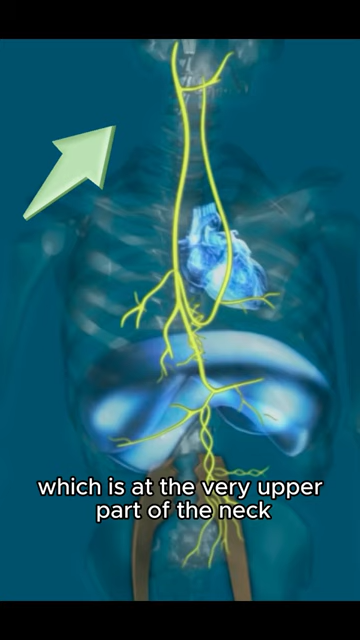 which is at the very upper
part of the neck